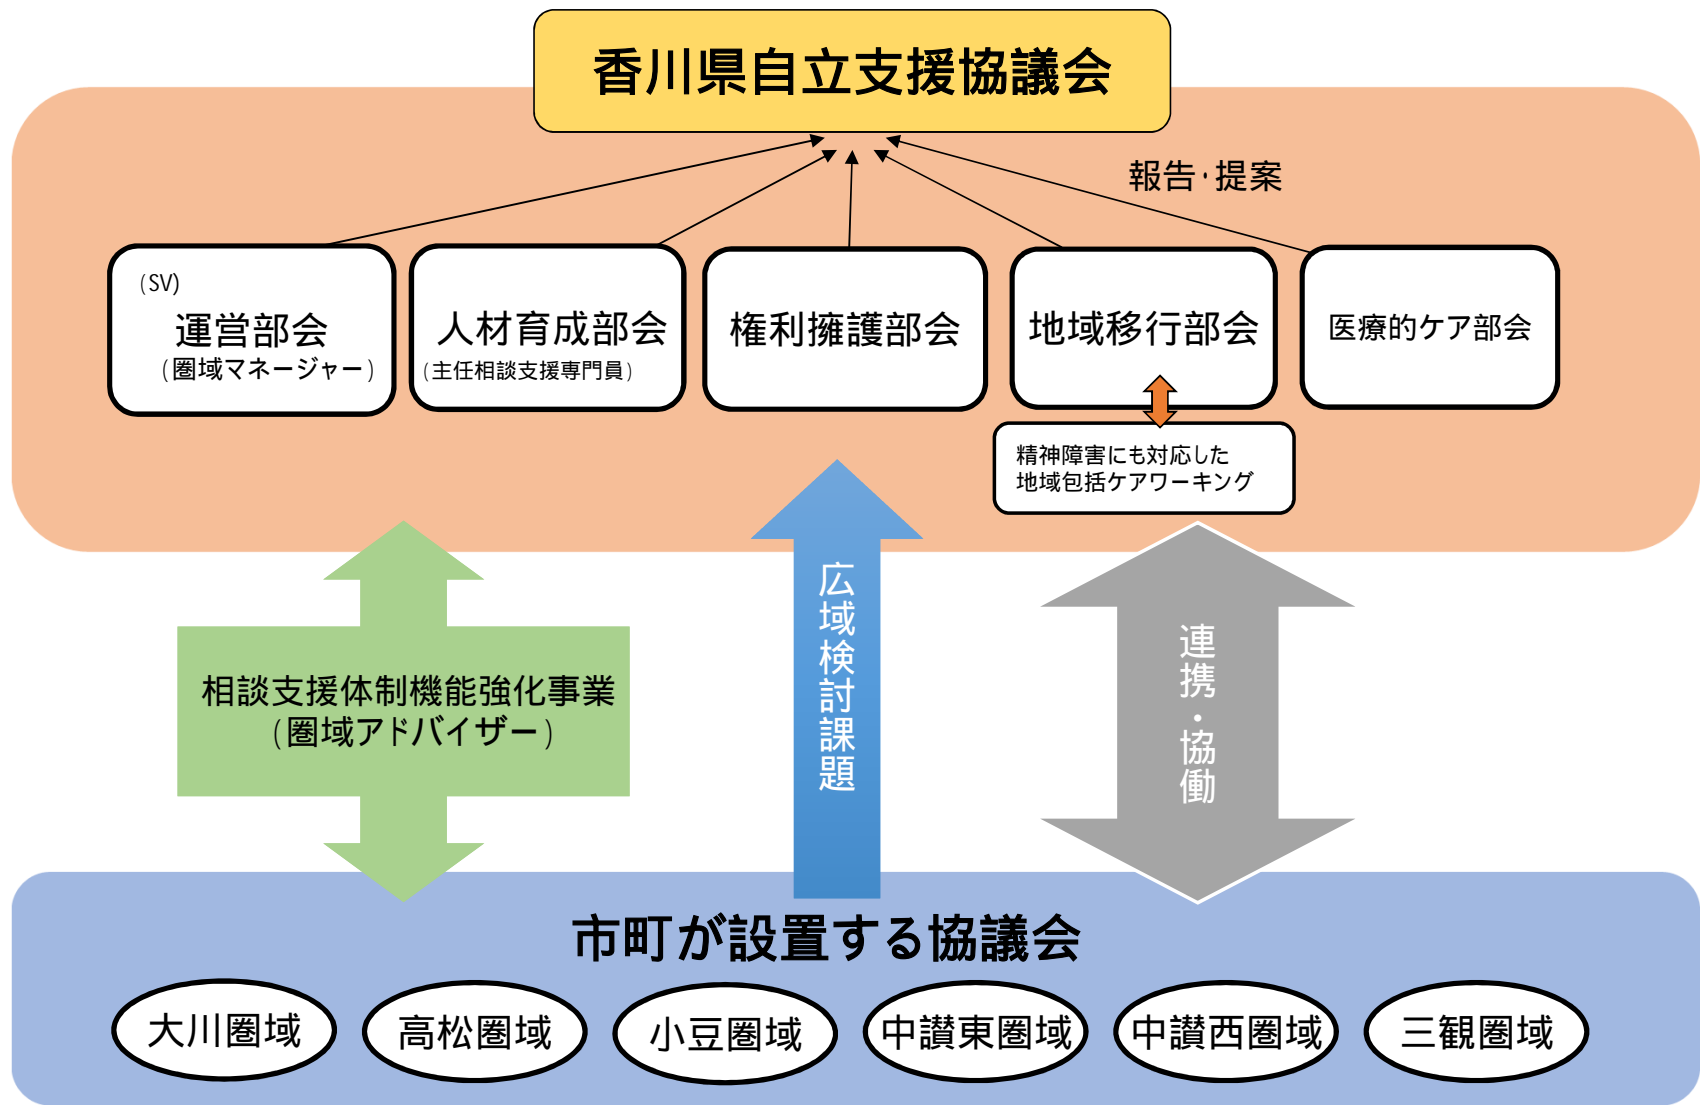 香川県自立支援協議会
報告・提案
(SV)
運営部会
(圏域マネージャー)
人材育成部会
(主任相談支援専門員)
権利擁護部会
地域移行部会
医療的ケア部会
精神障害にも対応した
地域包括ケアワーキング
相談支援体制機能強化事業
(圏域アドバイザー)
広域検討課題
連携・協働
市町が設置する協議会
大川圏域
高松圏域
小豆圏域
中讃東圏域
中讃西圏域
三観圏域